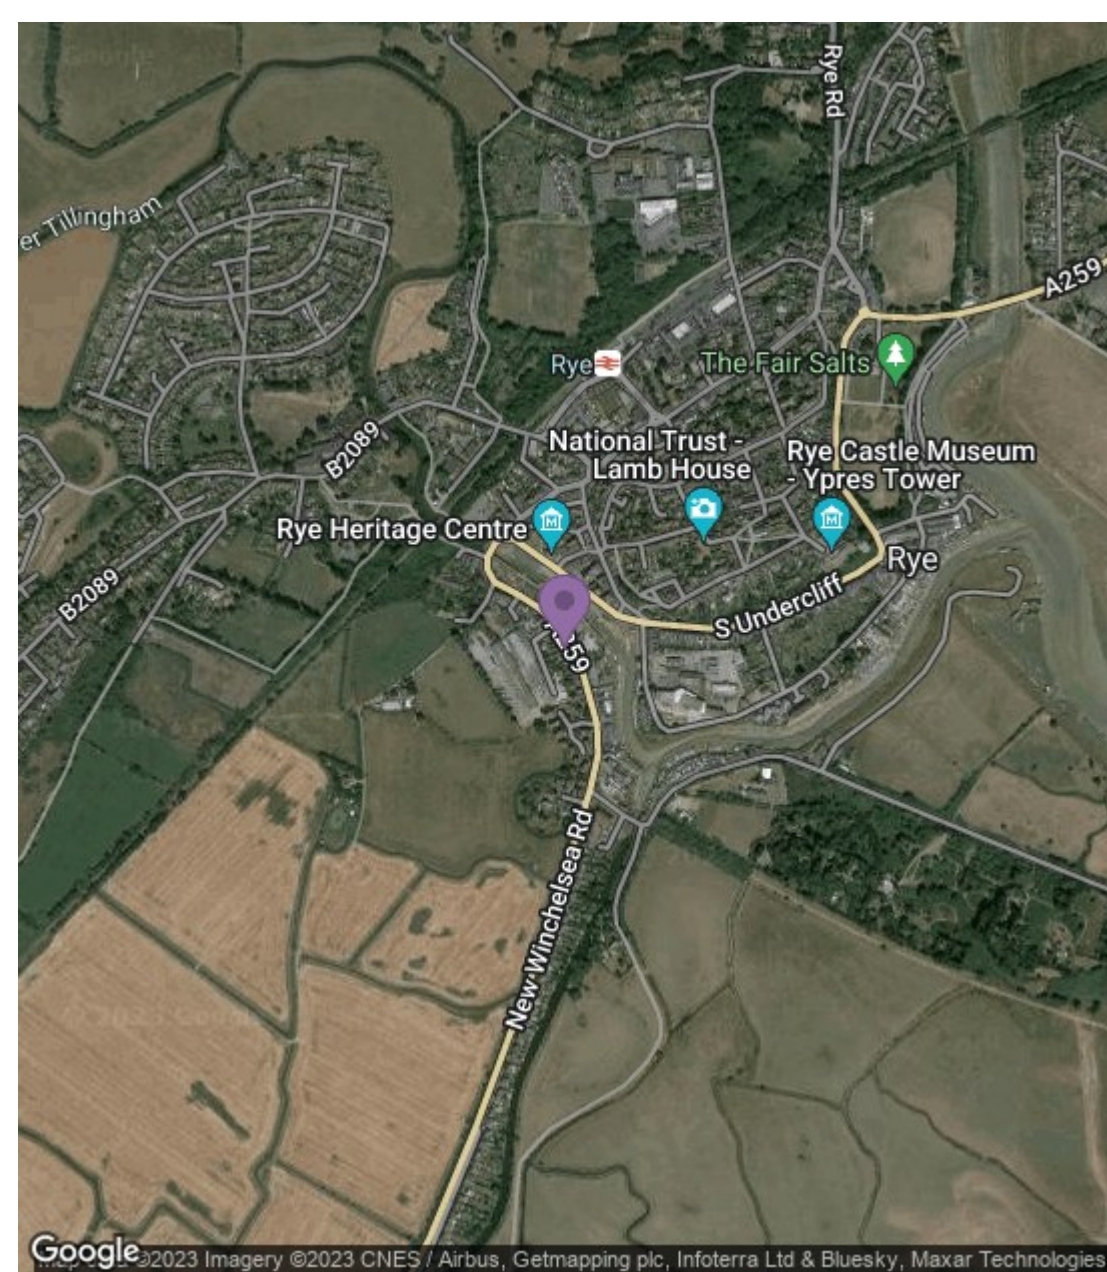 Rye Rd
er Tillingham
A259
Rye
The Fair Salts
B2089
National Trust -
Lamb House
Rye Castle Museum
- Ypres Tower
Rye Heritage Centre
Rye
B2089
S Undercliff
A259
New Winchelsea Rd
Google
©2023 Imagery ©2023 CNES / Airbus, Getmapping plc, Infoterra Ltd & Bluesky, Maxar Technologies